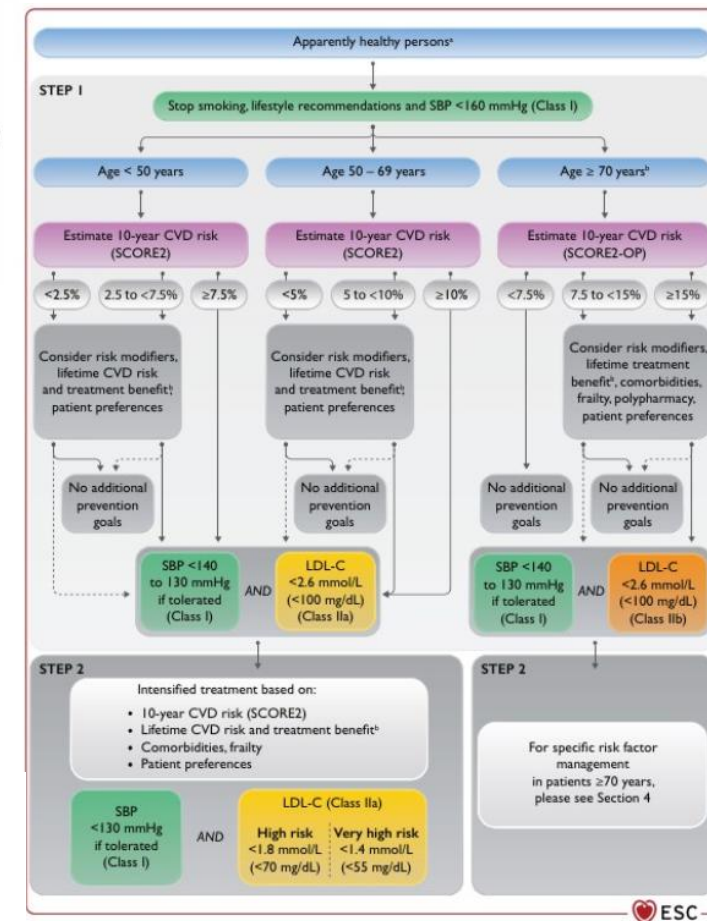 Apparently healthy personsᵃ
STEP 1
Stop smoking, lifestyle recommendations and SBP <160 mmHg (Class I)
Age < 50 years
Age 50 – 69 years
Age ≥ 70 yearsᵇ
Estimate 10-year CVD risk
(SCORE2)
Estimate 10-year CVD risk
(SCORE2)
Estimate 10-year CVD risk
(SCORE2-OP)
<2.5%
2.5 to <7.5%
≥7.5%
<5%
5 to <10%
≥10%
<7.5%
7.5 to <15%
≥15%
Consider risk modifiers,
lifetime CVD risk
and treatment benefitᵇ,
patient preferences
Consider risk modifiers,
lifetime CVD risk
and treatment benefitᵇ,
patient preferences
Consider risk modifiers,
lifetime treatment
benefitᵇ, comorbidities,
frailty, polypharmacy,
patient preferences
No additional
prevention
goals
No additional
prevention
goals
No additional
prevention
goals
No additional
prevention
goals
SBP <140
to 130 mmHg
if tolerated
(Class I)
AND
LDL-C
<2.6 mmol/L
(<100 mg/dL)
(Class IIa)
SBP <140
to 130 mmHg
if tolerated
(Class I)
AND
LDL-C
<2.6 mmol/L
(<100 mg/dL)
(Class IIb)
STEP 2
Intensified treatment based on:
• 10-year CVD risk (SCORE2)
• Lifetime CVD risk and treatment benefitᵇ
• Comorbidities, frailty
• Patient preferences
SBP
<130 mmHg
if tolerated
(Class I)
AND
LDL-C (Class IIa)
High risk
<1.8 mmol/L
(<70 mg/dL)
Very high risk
<1.4 mmol/L
(<55 mg/dL)
STEP 2
For specific risk factor
management
in patients ≥70 years,
please see Section 4
ESC